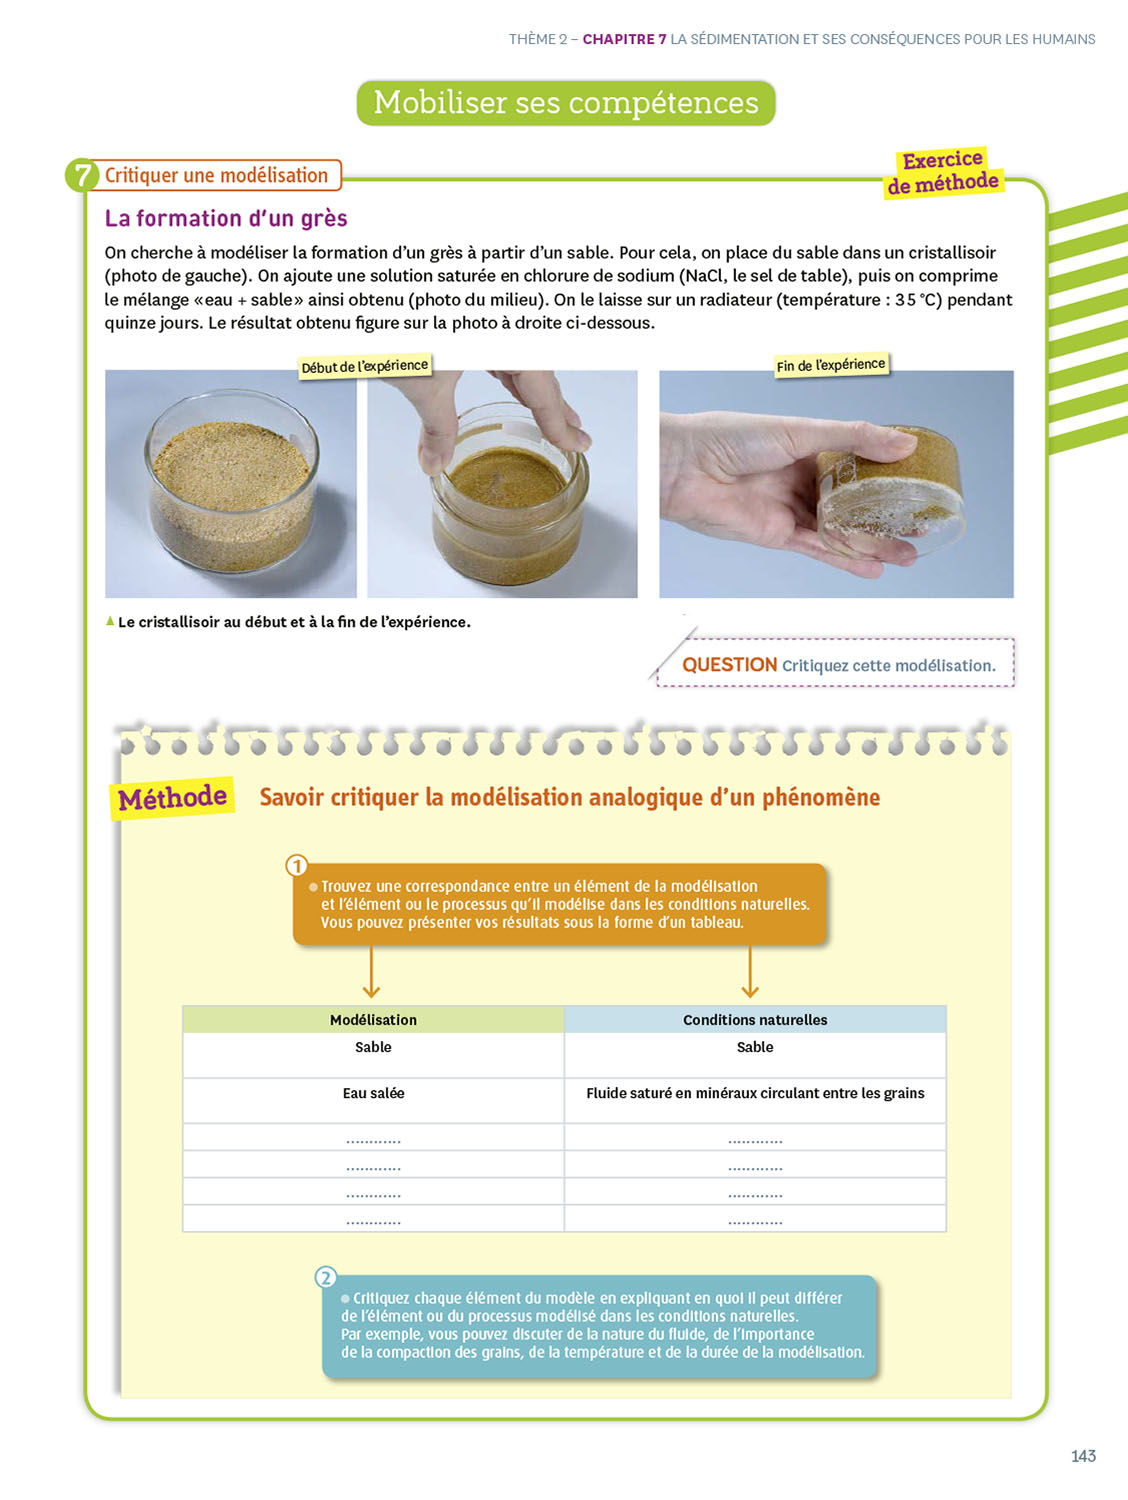 THÈME 2 – CHAPITRE 7 LA SÉDIMENTATION ET SES CONSÉQUENCES POUR LES HUMAINS
Mobiliser ses compétences
7 Critiquer une modélisation
Exercice
de méthode
La formation d'un grès
On cherche à modéliser la formation d'un grès à partir d'un sable. Pour cela, on place du sable dans un cristallisoir
(photo de gauche). On ajoute une solution saturée en chlorure de sodium (NaCl, le sel de table), puis on comprime
le mélange «eau + sable» ainsi obtenu (photo du milieu). On le laisse sur un radiateur (température : 35 °C) pendant
quinze jours. Le résultat obtenu figure sur la photo à droite ci-dessous.
Début de l'expérience
Fin de l'expérience
▲ Le cristallisoir au début et à la fin de l'expérience.
QUESTION Critiquez cette modélisation.
Méthode
Savoir critiquer la modélisation analogique d'un phénomène
1
● Trouvez une correspondance entre un élément de la modélisation
et l'élément ou le processus qu'il modélise dans les conditions naturelles.
Vous pouvez présenter vos résultats sous la forme d'un tableau.
Modélisation Conditions naturelles
Sable Sable
Eau salée Fluide saturé en minéraux circulant entre les grains
............ ............
............ ............
............ ............
............ ............
2
● Critiquez chaque élément du modèle en expliquant en quoi il peut différer
de l'élément ou du processus modélisé dans les conditions naturelles.
Par exemple, vous pouvez discuter de la nature du fluide, de l'importance
de la compaction des grains, de la température et de la durée de la modélisation.
143